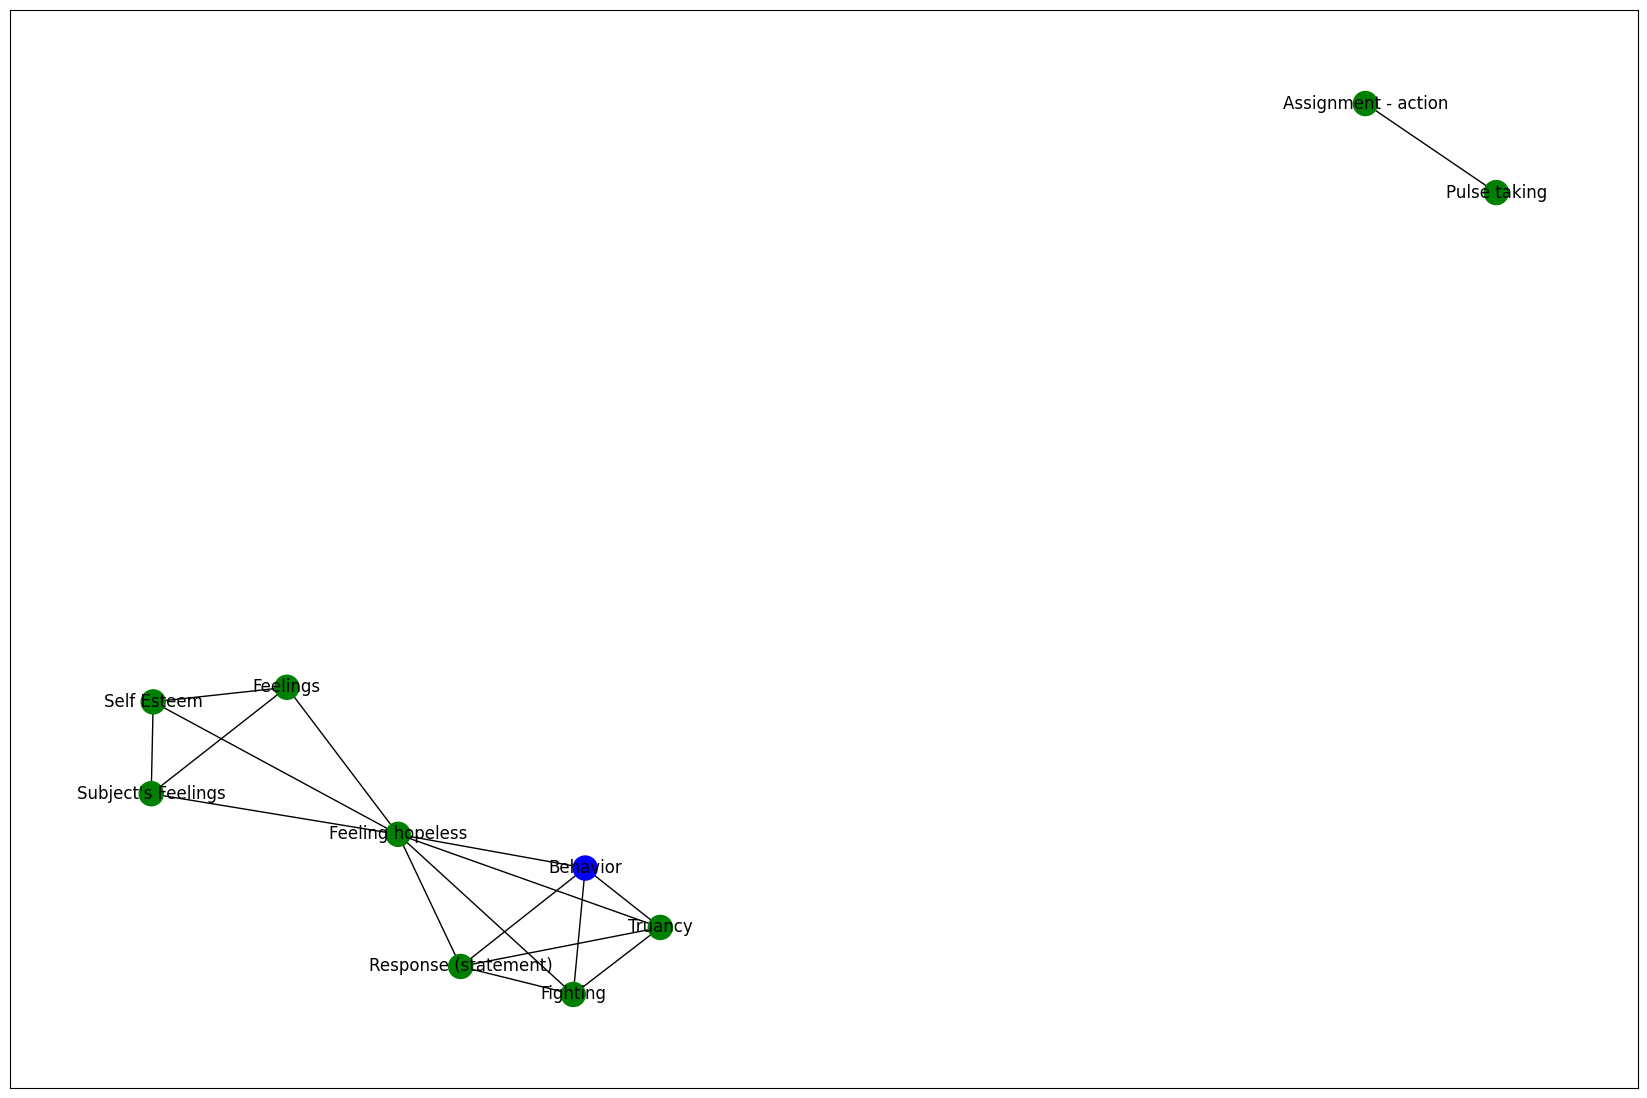 Assignment - action
Pulse taking
Feelings
Self Esteem
Subject's Feelings
Feeling hopeless
Behavior
Truancy
Response (statement)
Fighting